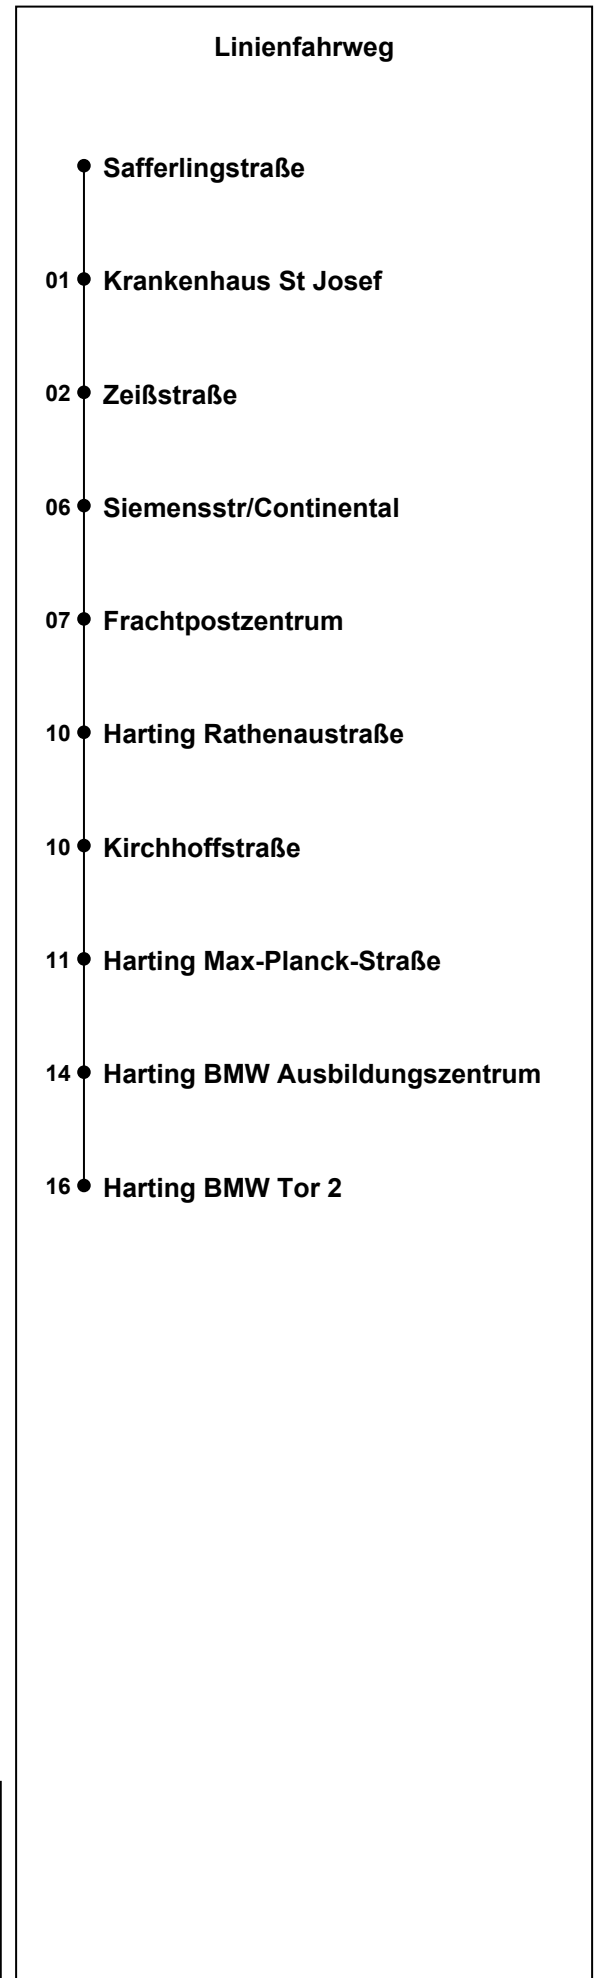 Linienfahrweg
Safferlingstraße
01 Krankenhaus St Josef
02 Zeißstraße
06 Siemensstr/Continental
07 Frachtpostzentrum
10 Harting Rathenaustraße
10 Kirchhoffstraße
11 Harting Max-Planck-Straße
14 Harting BMW Ausbildungszentrum
16 Harting BMW Tor 2